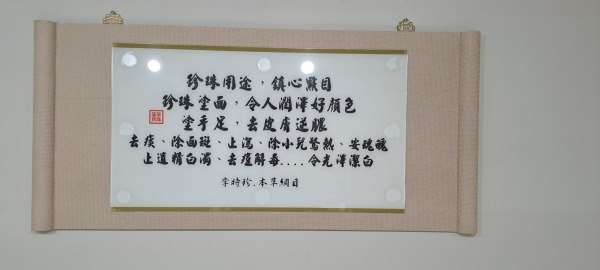 珍珠用途，鎮心點目
珍珠塗面，令人潤澤好顏色
塗手足，去皮膚逆臚
去痰、除面斑、止瀉、除小兒驚熱、安魂魄
止遺精白濁、去痘解毒....令光澤潔白
李時珍.本草綱目